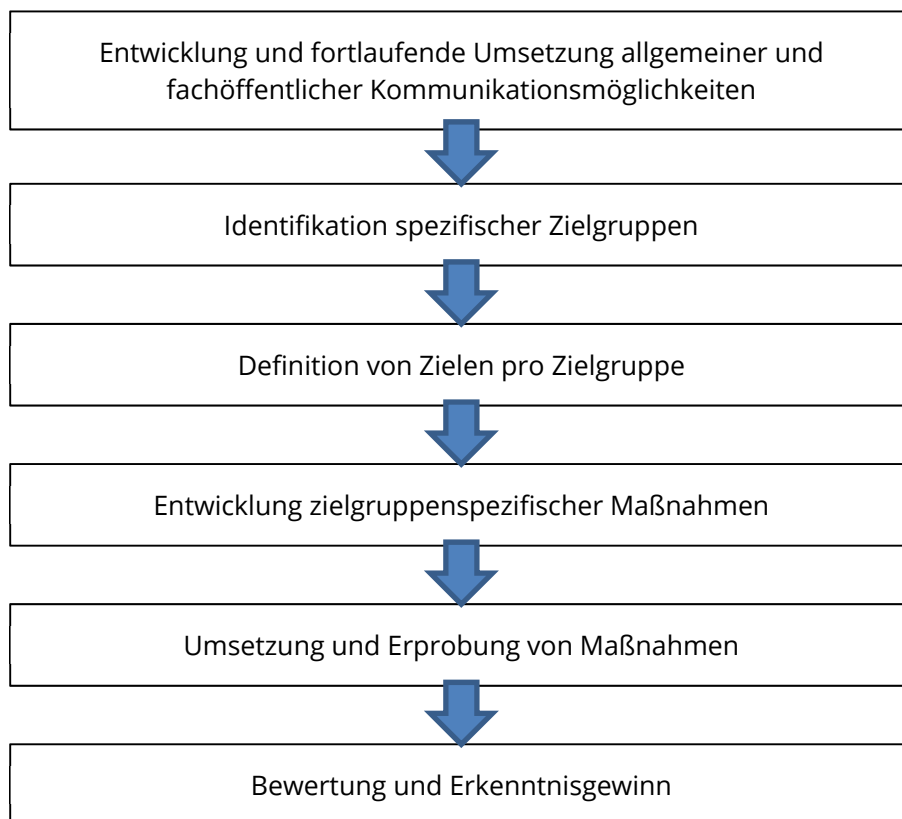 Entwicklung und fortlaufende Umsetzung allgemeiner und
fachöffentlicher Kommunikationsmöglichkeiten
Identifikation spezifischer Zielgruppen
Definition von Zielen pro Zielgruppe
Entwicklung zielgruppenspezifischer Maßnahmen
Umsetzung und Erprobung von Maßnahmen
Bewertung und Erkenntnisgewinn